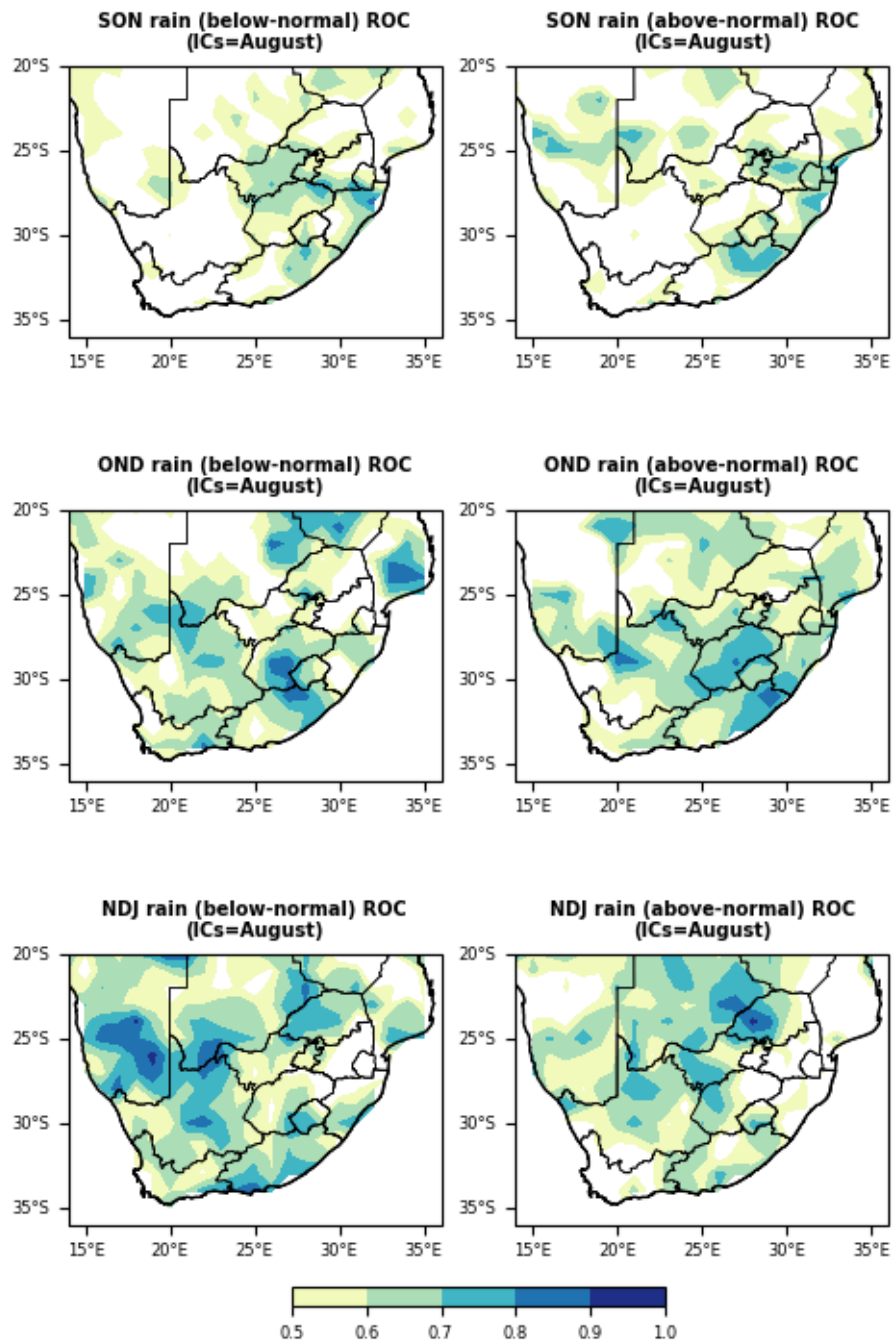 SON rain (below-normal) ROC
(ICs=August)
SON rain (above-normal) ROC
(ICs=August)
20°S
25°S
30°S
35°S
15°E 20°E 25°E 30°E 35°E
20°S
25°S
30°S
35°S
15°E 20°E 25°E 30°E 35°E
OND rain (below-normal) ROC
(ICs=August)
OND rain (above-normal) ROC
(ICs=August)
20°S
25°S
30°S
35°S
15°E 20°E 25°E 30°E 35°E
20°S
25°S
30°S
35°S
15°E 20°E 25°E 30°E 35°E
NDJ rain (below-normal) ROC
(ICs=August)
NDJ rain (above-normal) ROC
(ICs=August)
20°S
25°S
30°S
35°S
15°E 20°E 25°E 30°E 35°E
20°S
25°S
30°S
35°S
15°E 20°E 25°E 30°E 35°E
0.5 0.6 0.7 0.8 0.9 1.0